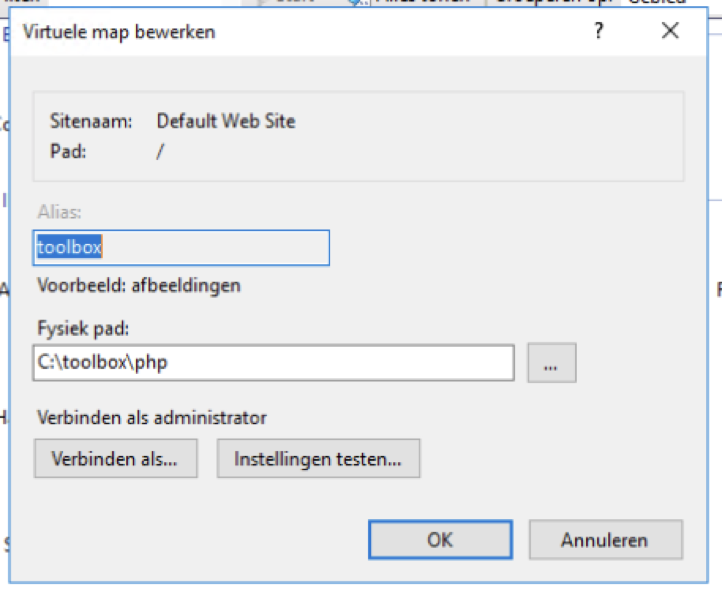 Virtuele map bewerken
?
Sitenaam: Default Web Site
Pad: /
Alias:
toolbox
Voorbeeld: afbeeldingen
Fysiek pad:
C:\toolbox\php
...
Verbinden als administrator
Verbinden als...
Instellingen testen...
OK
Annuleren